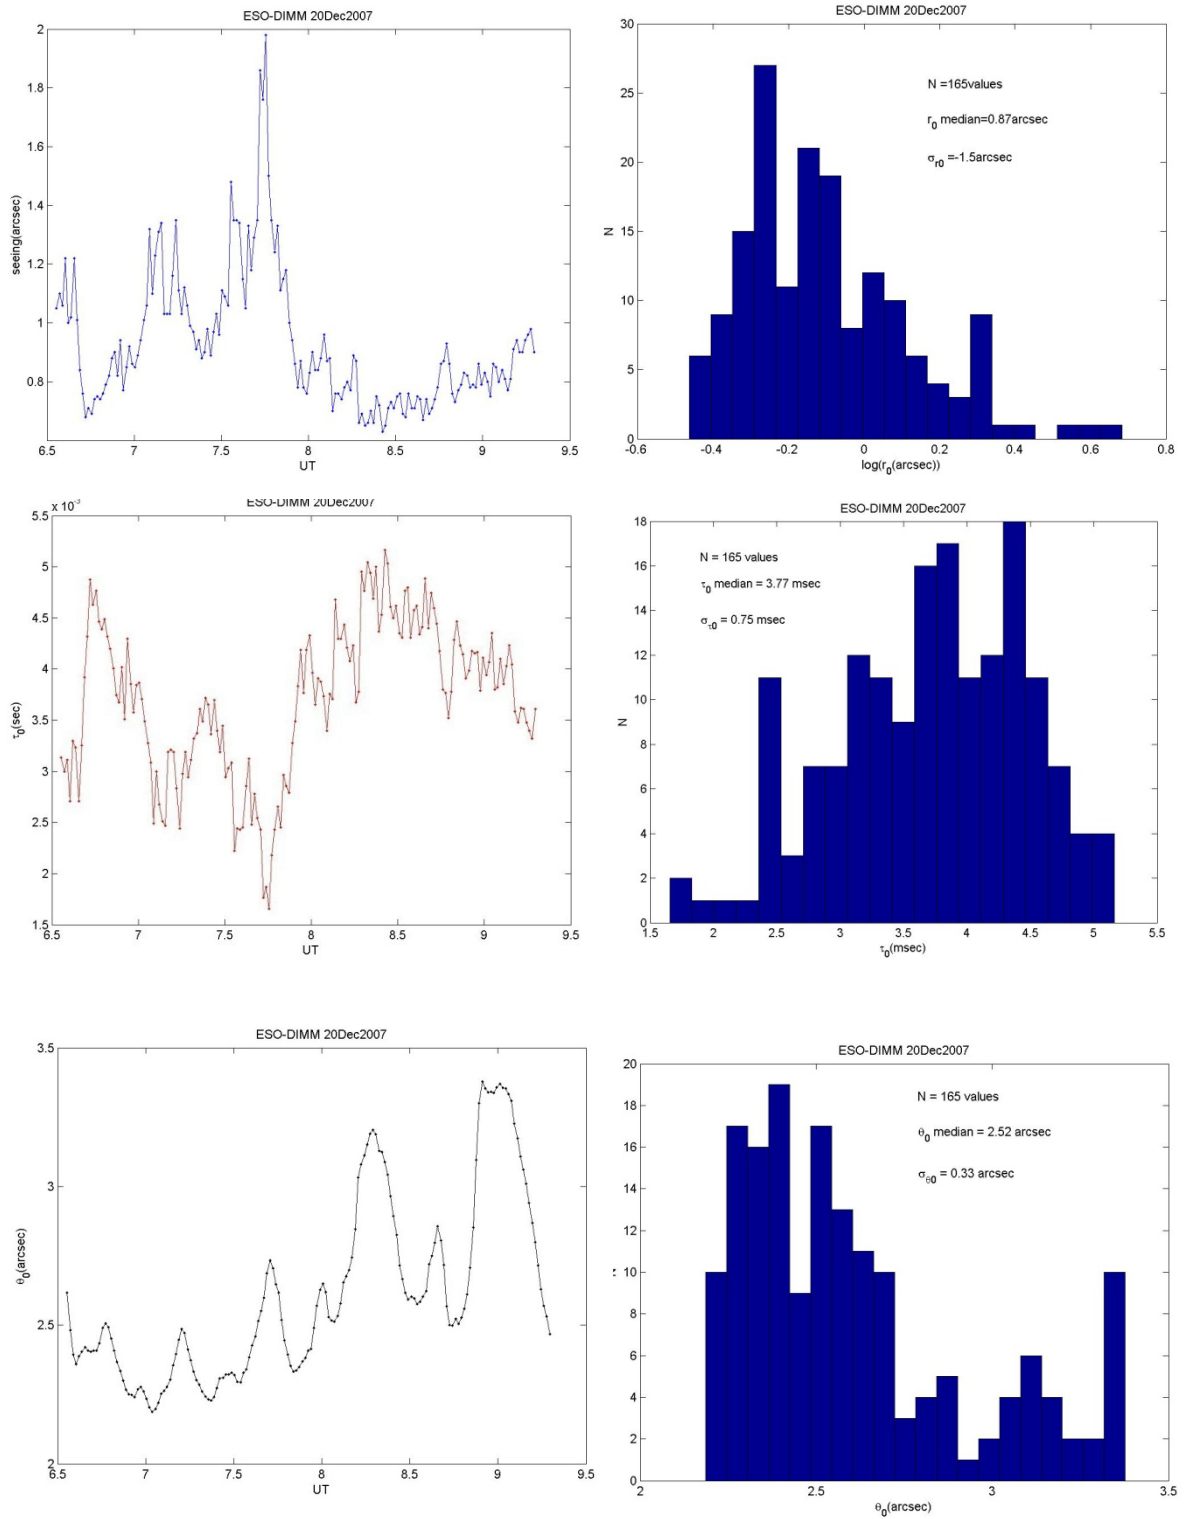 ESO-DIMM 20Dec2007
2
1.8
1.6
1.4
1.2
1
0.8
seeing(arcsec)
6.5 7 7.5 8 8.5 9 9.5
UT
ESO-DIMM 20Dec2007
30
25
20
15
10
5
0
N
N =165values
r0 median=0.87arcsec
σr0 =-1.5arcsec
-0.6 -0.4 -0.2 0 0.2 0.4 0.6 0.8
log(r0(arcsec))
x 10-3
ESO-DIMM 20Dec2007
5.5
5
4.5
4
3.5
3
2.5
2
1.5
τ0(sec)
6.5 7 7.5 8 8.5 9 9.5
UT
ESO-DIMM 20Dec2007
18
16
14
12
10
8
6
4
2
0
N
N = 165 values
τ0 median = 3.77 msec
στ0 = 0.75 msec
1.5 2 2.5 3 3.5 4 4.5 5 5.5
τ0(msec)
ESO-DIMM 20Dec2007
3.5
3
2.5
2
θ0(arcsec)
6.5 7 7.5 8 8.5 9 9.5
UT
ESO-DIMM 20Dec2007
20
18
16
14
12
10
8
6
4
2
0
N
N = 165 values
θ0 median = 2.52 arcsec
σθ0 = 0.33 arcsec
2 2.5 3 3.5
θ0(arcsec)